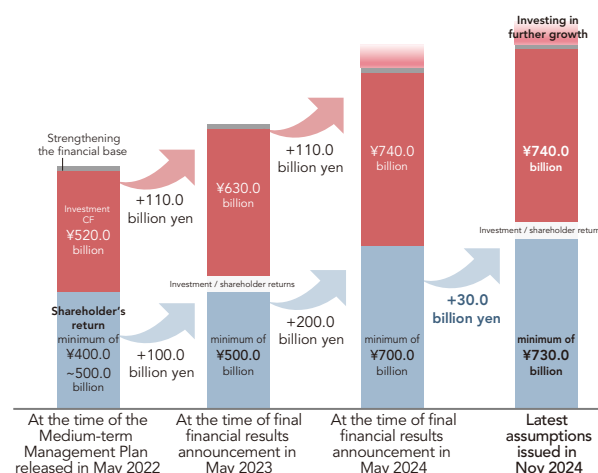 Strengthening
the financial base
Investment
CF
¥520.0
billion
Shareholder's
return
minimum of
¥400.0
~500.0
billion
+110.0
billion yen
+100.0
billion yen
¥630.0
billion
Investment / shareholder returns
minimum of
¥500.0
billion
+110.0
billion yen
+200.0
billion yen
¥740.0
billion
minimum of
¥700.0
billion
+30.0
billion yen
Investing in
further growth
¥740.0
billion
Investment / shareholder return
minimum of
¥730.0
billion
At the time of the
Medium-term
Management Plan
released in May 2022
At the time of final
financial results
announcement in
May 2023
At the time of final
financial results
announcement in
May 2024
Latest
assumptions
issued in
Nov 2024